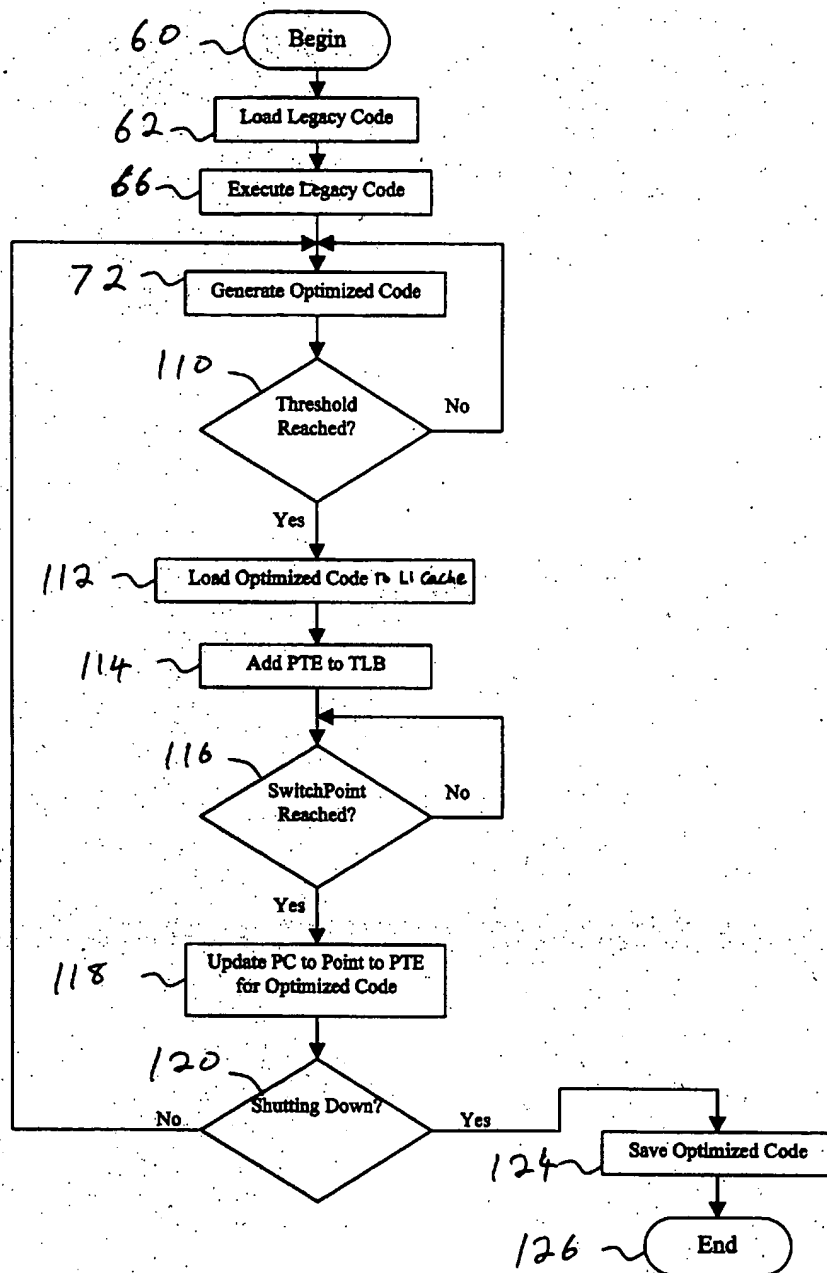 60
Begin
62
Load Legacy Code
66
Execute Legacy Code
72
Generate Optimized Code
110
Threshold
Reached?
No
Yes
112
Load Optimized Code to L1 Cache
114
Add PTE to TLB
116
SwitchPoint
Reached?
No
Yes
118
Update PC to Point to PTE
for Optimized Code
120
Shutting Down?
No
Yes
124
Save Optimized Code
126
End